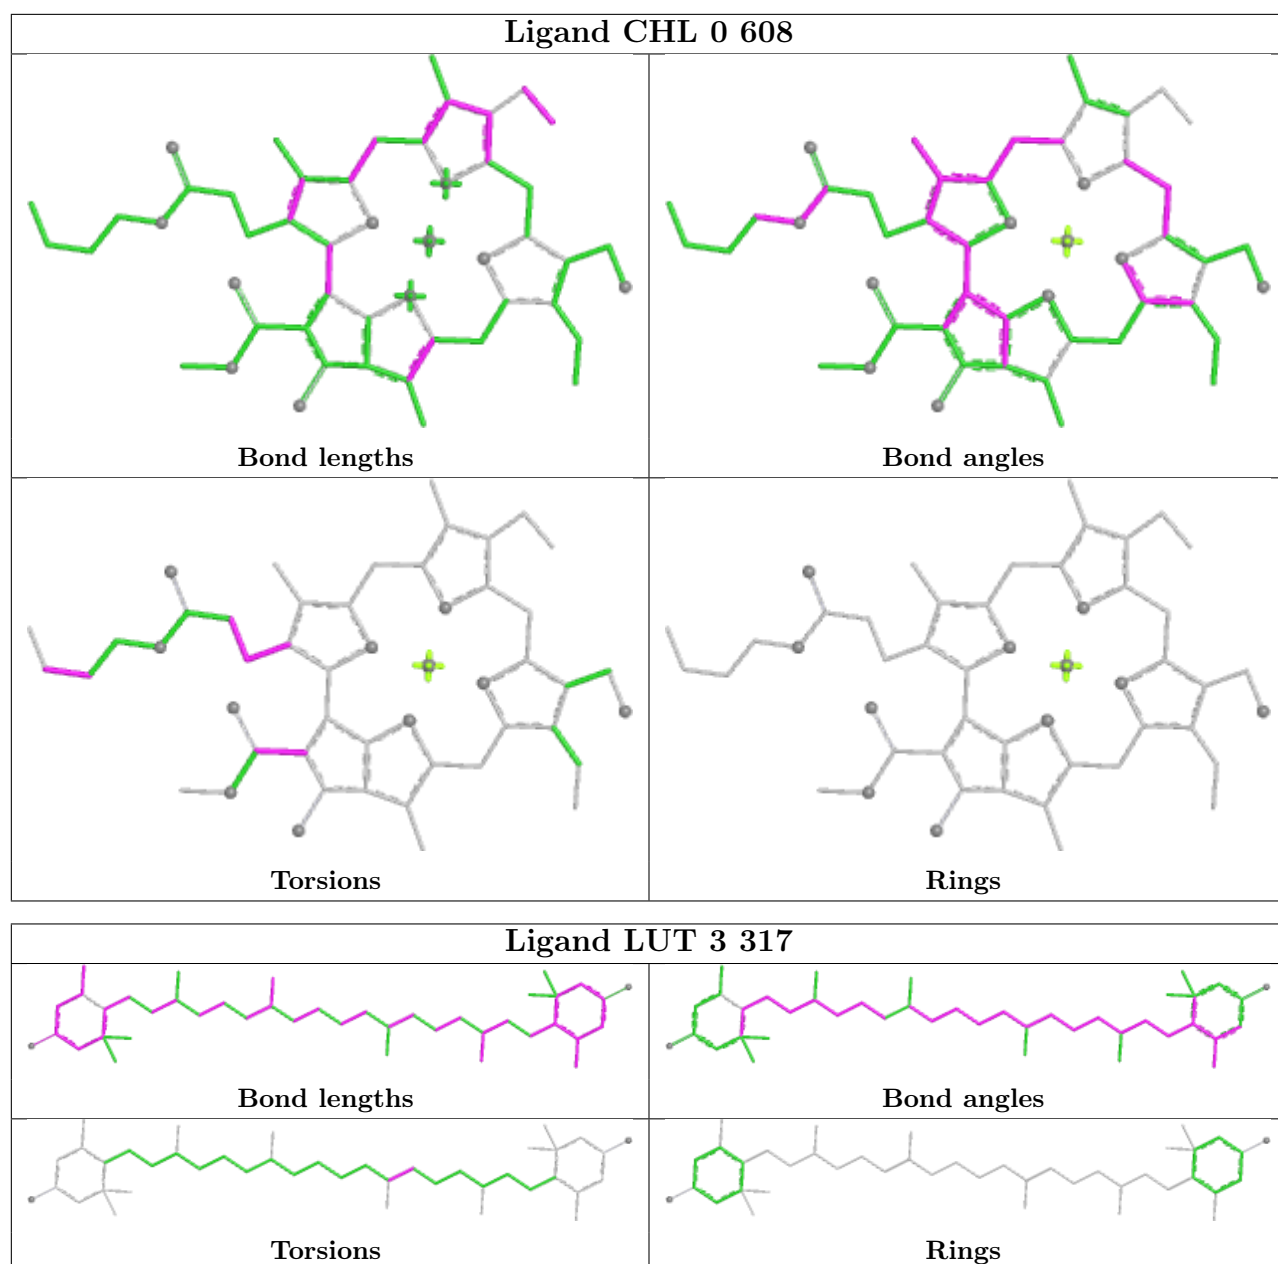 Ligand CHL 0 608
Bond lengths
Bond angles
Torsions
Rings
Ligand LUT 3 317
Bond lengths
Bond angles
Torsions
Rings